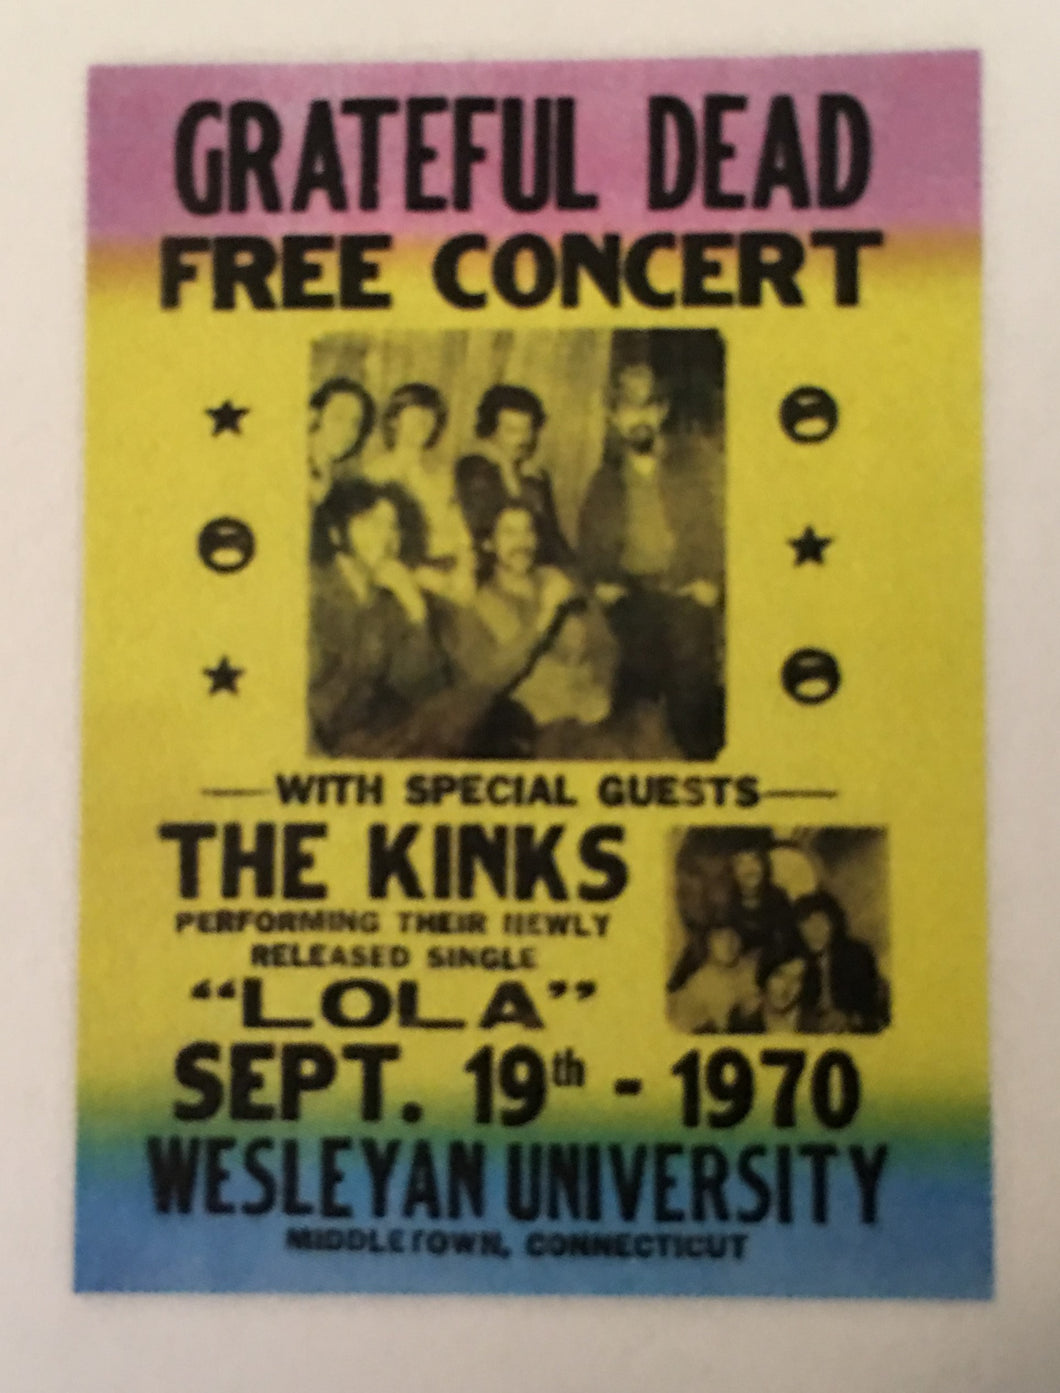 GRATEFUL DEAD
FREE CONCERT
WITH SPECIAL GUESTS
THE KINKS
PERFORMING THEIR NEWLY
RELEASED SINGLE
"LOLA"
SEPT. 19th - 1970
WESLEYAN UNIVERSITY
MIDDLETOWN, CONNECTICUT